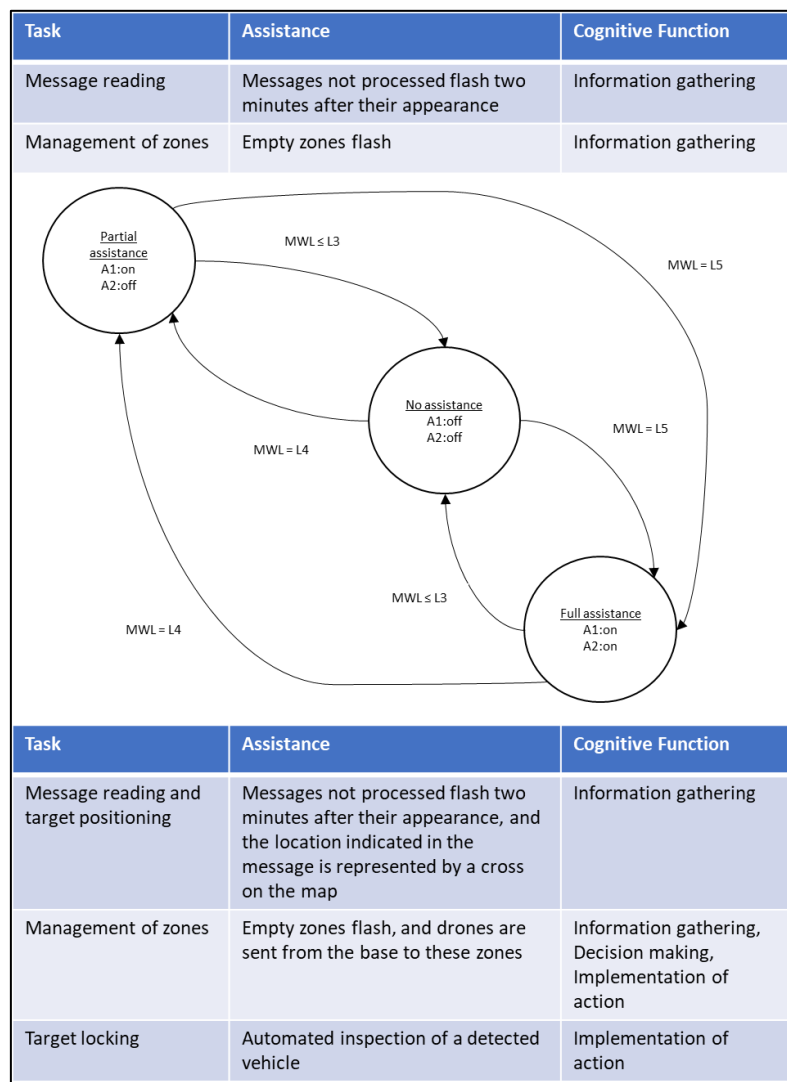 Task Assistance Cognitive Function
Message reading Messages not processed flash two Information gathering
minutes after their appearance
Management of zones Empty zones flash Information gathering
Partial
assistance
A1:on
A2:off
MWL ≤ L3
MWL = L5
No assistance
A1:off
A2:off
MWL = L4
MWL = L5
MWL ≤ L3
Full assistance
A1:on
A2:on
MWL = L4
Task Assistance Cognitive Function
Message reading and Messages not processed flash two Information gathering
target positioning minutes after their appearance, and
the location indicated in the
message is represented by a cross
on the map
Management of zones Empty zones flash, and drones are Information gathering,
sent from the base to these zones Decision making,
Implementation of
action
Target locking Automated inspection of a detected Implementation of
vehicle action